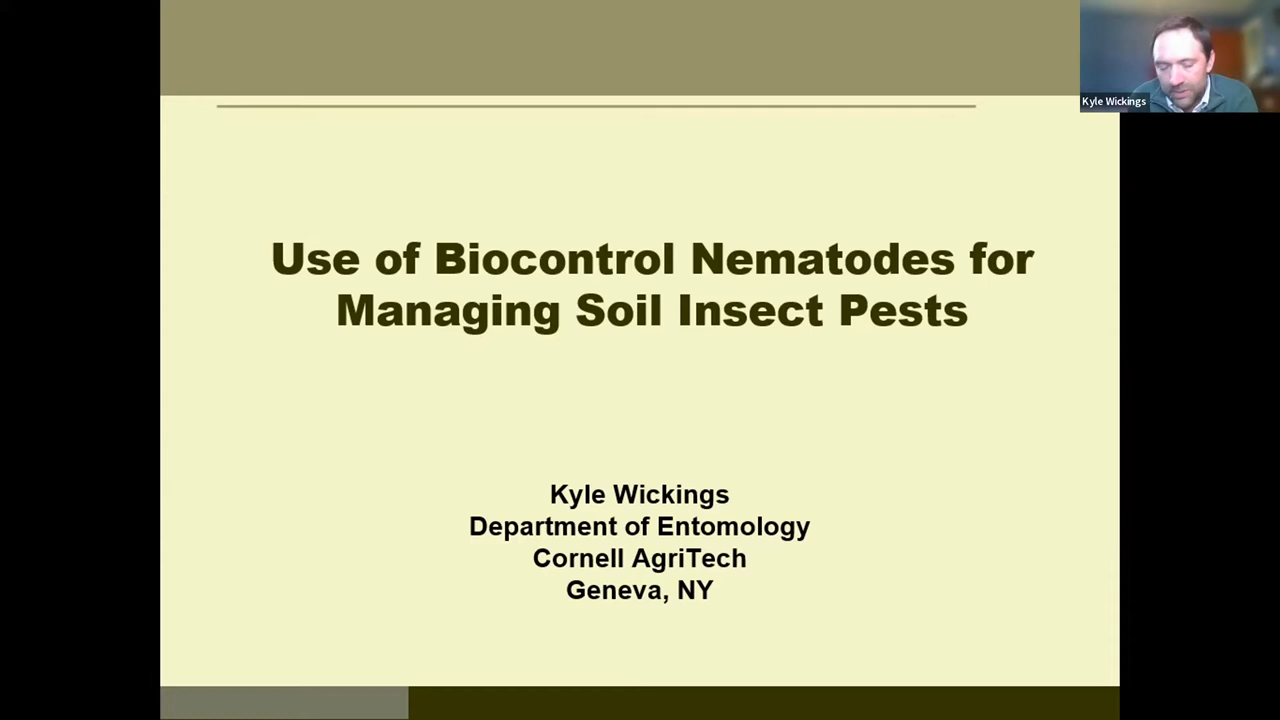 Kyle Wickings
Use of Biocontrol Nematodes for
Managing Soil Insect Pests
Kyle Wickings
Department of Entomology
Cornell AgriTech
Geneva, NY